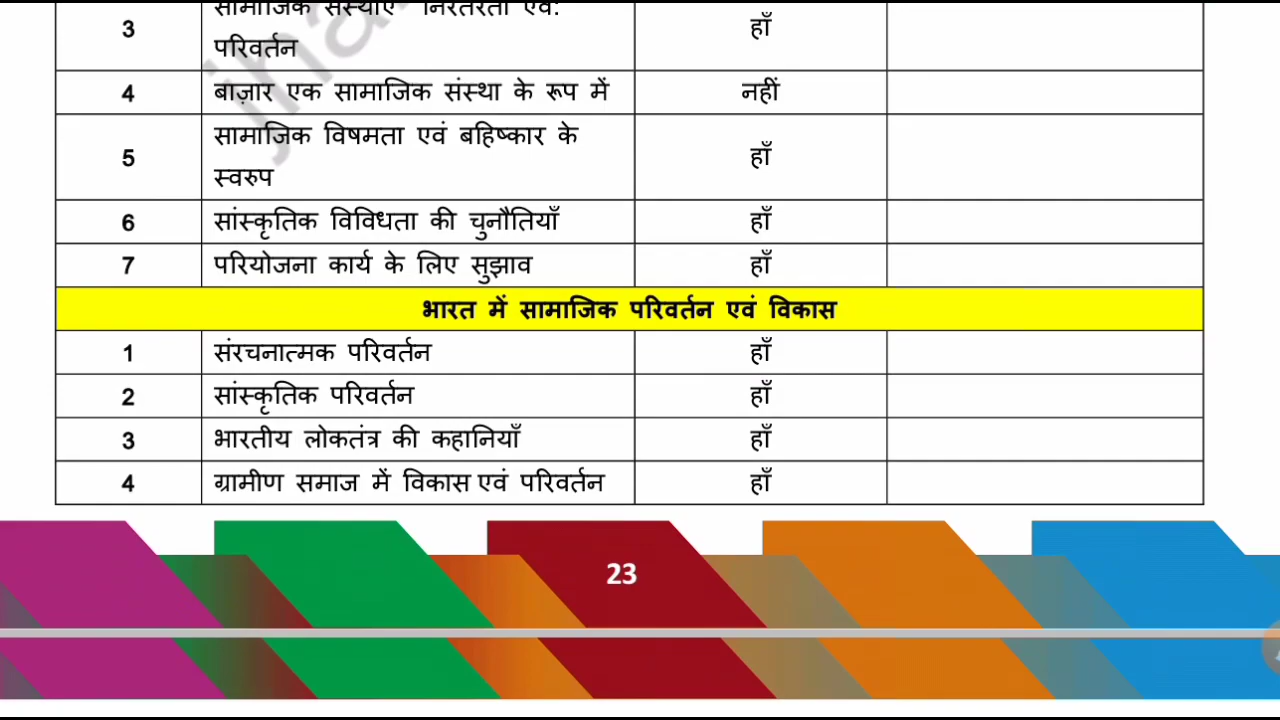 सामाजिक संस्थाएँ निरंतरता एवं:
3 परिवर्तन हाँ
4 बाज़ार एक सामाजिक संस्था के रूप में नहीं
सामाजिक विषमता एवं बहिष्कार के
5 स्वरुप हाँ
6 सांस्कृतिक विविधता की चुनौतियाँ हाँ
7 परियोजना कार्य के लिए सुझाव हाँ
भारत में सामाजिक परिवर्तन एवं विकास
1 संरचनात्मक परिवर्तन हाँ
2 सांस्कृतिक परिवर्तन हाँ
3 भारतीय लोकतंत्र की कहानियाँ हाँ
4 ग्रामीण समाज में विकास एवं परिवर्तन हाँ
23